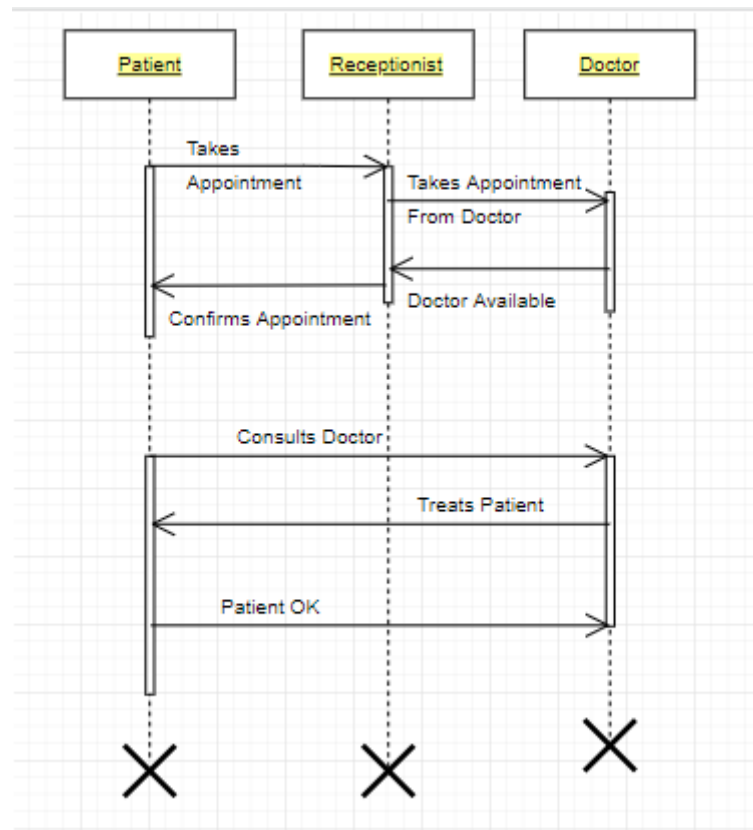 Patient
Receptionist
Doctor
Takes
Appointment
Takes Appointment
From Doctor
Doctor Available
Confirms Appointment
Consults Doctor
Treats Patient
Patient OK